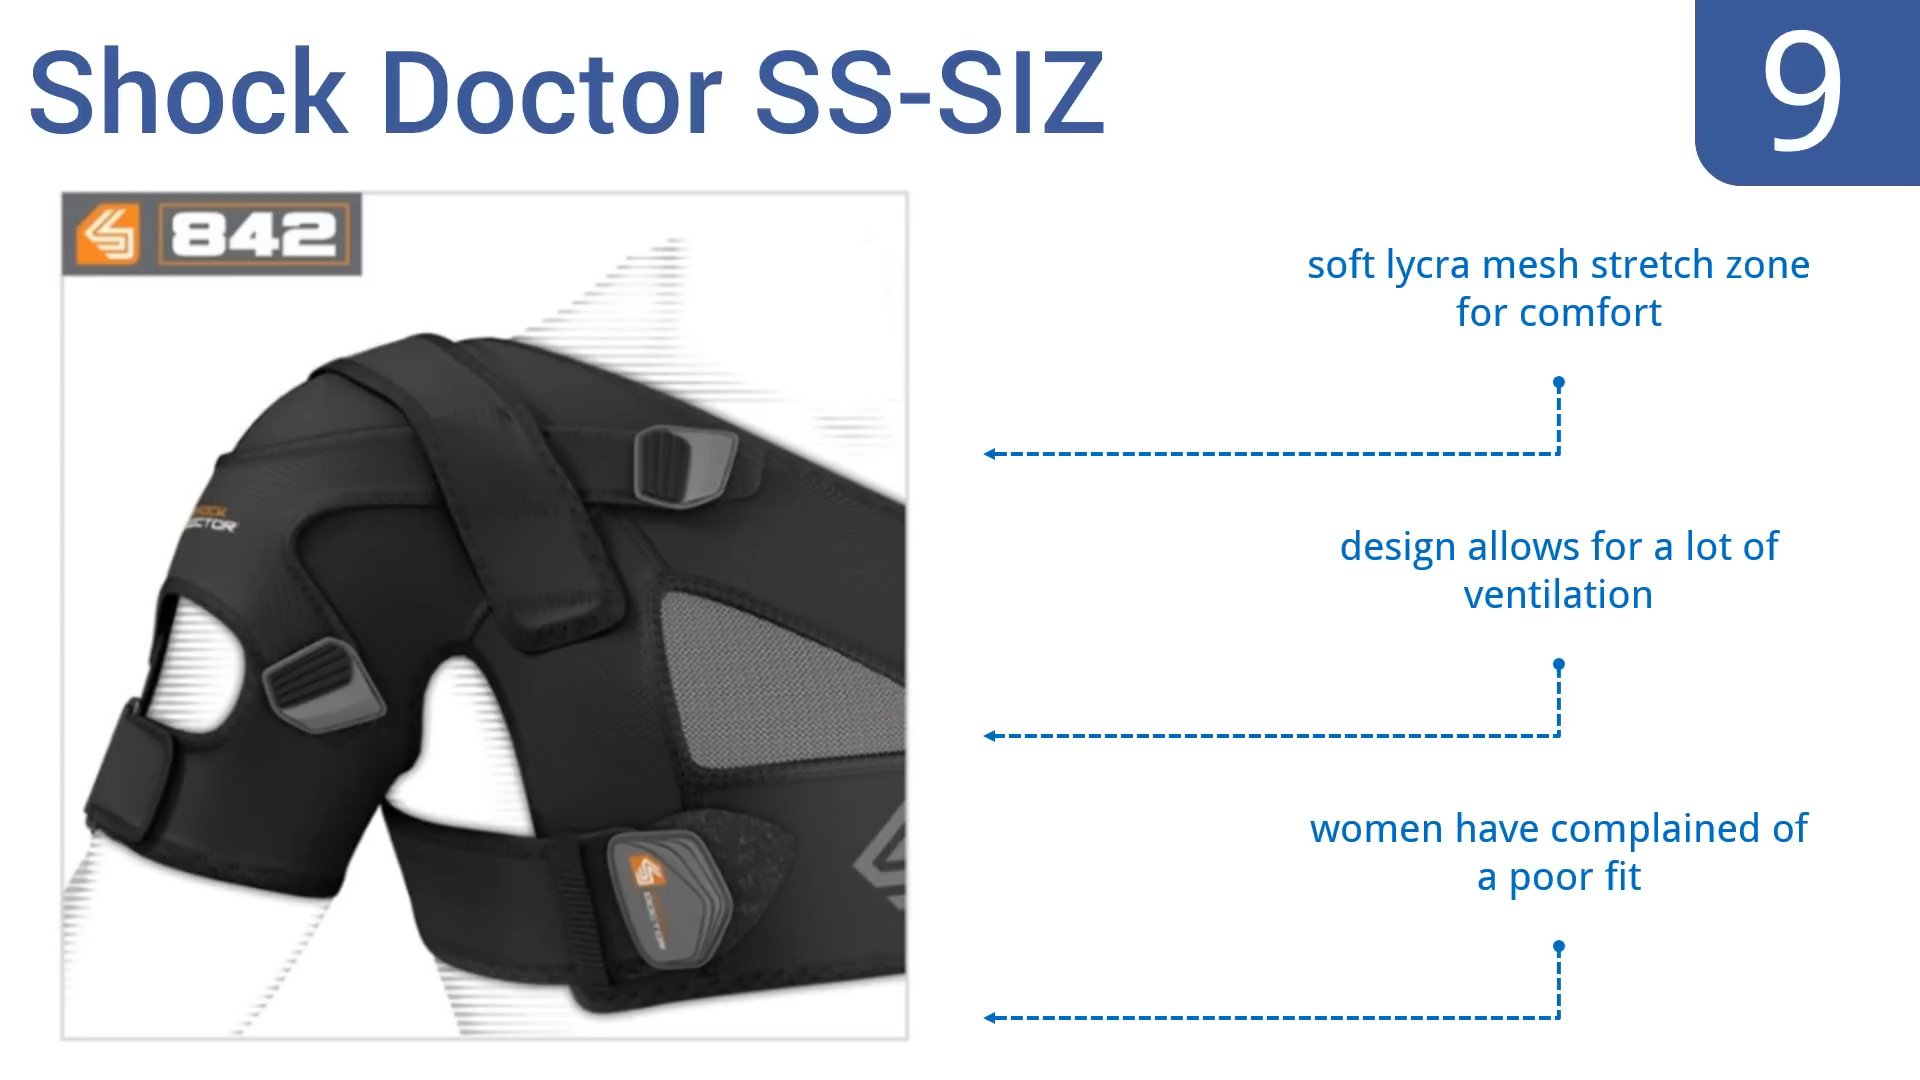 Shock Doctor SS-SIZ
9
842
soft lycra mesh stretch zone
for comfort
design allows for a lot of
ventilation
women have complained of
a poor fit
DOCTOR